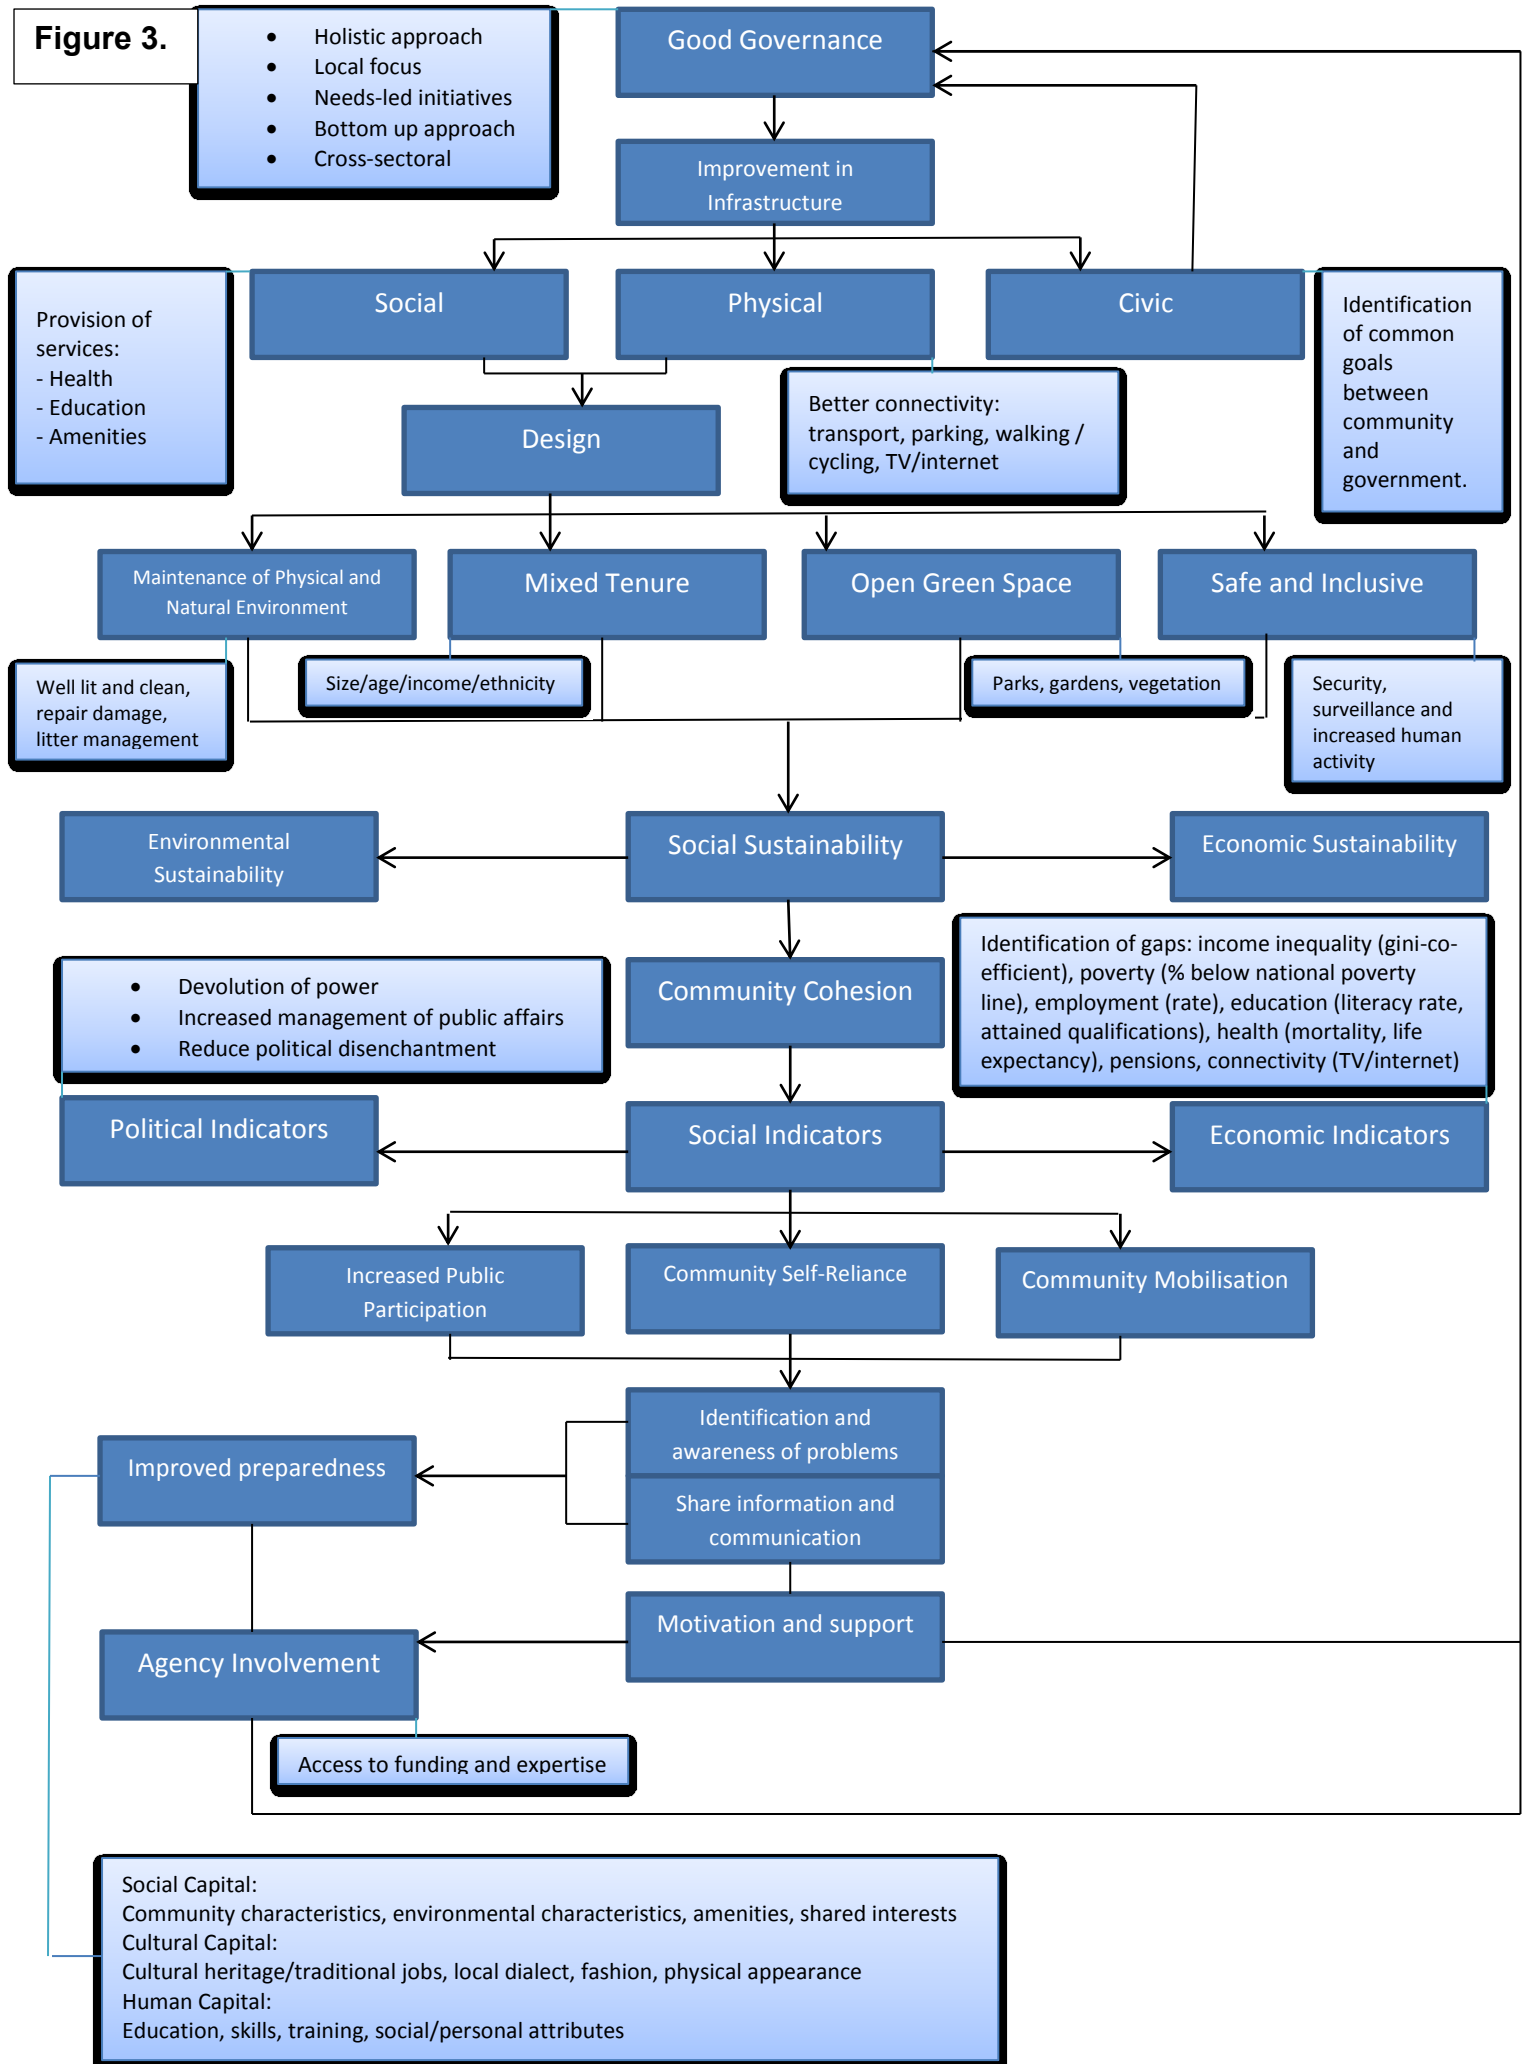 Figure 3.
• Holistic approach
• Local focus
• Needs-led initiatives
• Bottom up approach
• Cross-sectoral
Good Governance
Improvement in
Infrastructure
Social
Physical
Civic
Provision of
services:
- Health
- Education
- Amenities
Identification
of common
goals
between
community
and
government.
Better connectivity:
transport, parking, walking /
cycling, TV/internet
Design
Maintenance of Physical and
Natural Environment
Mixed Tenure
Open Green Space
Safe and Inclusive
Well lit and clean,
repair damage,
litter management
Size/age/income/ethnicity
Parks, gardens, vegetation
Security,
surveillance and
increased human
activity
Environmental
Sustainability
Social Sustainability
Economic Sustainability
• Devolution of power
• Increased management of public affairs
• Reduce political disenchantment
Community Cohesion
Identification of gaps: income inequality (gini-co-
efficient), poverty (% below national poverty
line), employment (rate), education (literacy rate,
attained qualifications), health (mortality, life
expectancy), pensions, connectivity (TV/internet)
Political Indicators
Social Indicators
Economic Indicators
Increased Public
Participation
Community Self-Reliance
Community Mobilisation
Identification and
awareness of problems
Improved preparedness
Share information and
communication
Motivation and support
Agency Involvement
Access to funding and expertise
Social Capital:
Community characteristics, environmental characteristics, amenities, shared interests
Cultural Capital:
Cultural heritage/traditional jobs, local dialect, fashion, physical appearance
Human Capital:
Education, skills, training, social/personal attributes